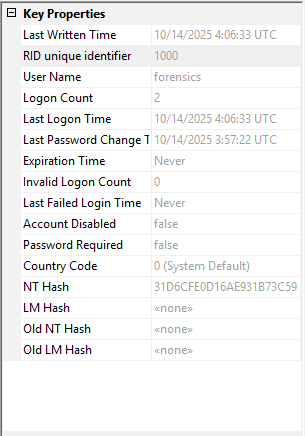 Key Properties
Last Written Time 10/14/2025 4:06:33 UTC
RID unique identifier 1000
User Name forensics
Logon Count 2
Last Logon Time 10/14/2025 4:06:33 UTC
Last Password Change T 10/14/2025 3:57:22 UTC
Expiration Time Never
Invalid Logon Count 0
Last Failed Login Time Never
Account Disabled false
Password Required false
Country Code 0 (System Default)
NT Hash 31D6CFE0D16AE931B73C59
LM Hash «none»
Old NT Hash «none»
Old LM Hash «none»